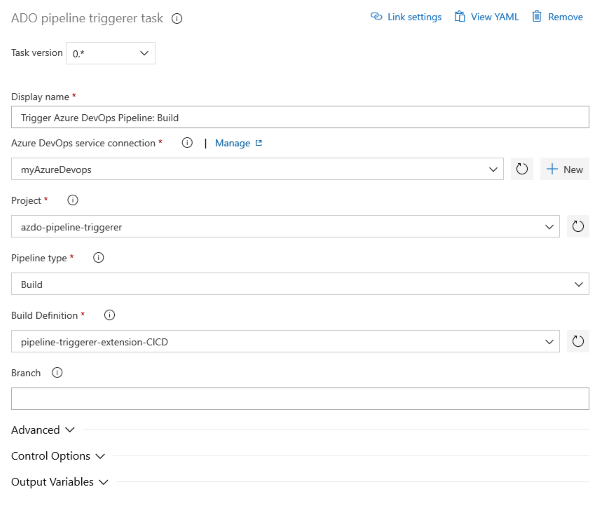 ADO pipeline triggerer task Link settings View YAML Remove
Task version 0.*
Display name *
Trigger Azure DevOps Pipeline: Build
Azure DevOps service connection * | Manage
myAzureDevops New
Project *
azdo-pipeline-triggerer
Pipeline type *
Build
Build Definition *
pipeline-triggerer-extension-CICD
Branch
Advanced
Control Options
Output Variables